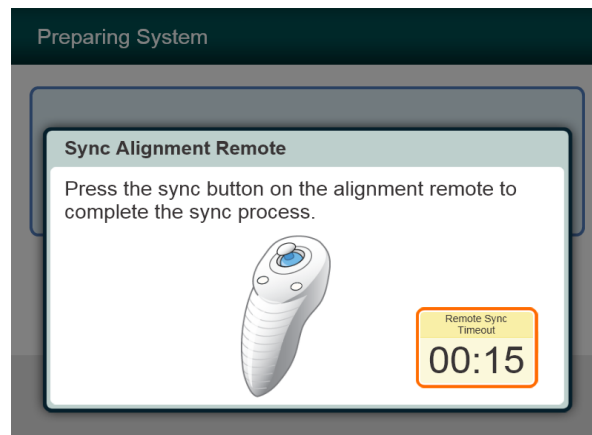 Preparing System
Sync Alignment Remote
Press the sync button on the alignment remote to
complete the sync process.
Remote Sync
Timeout
00:15